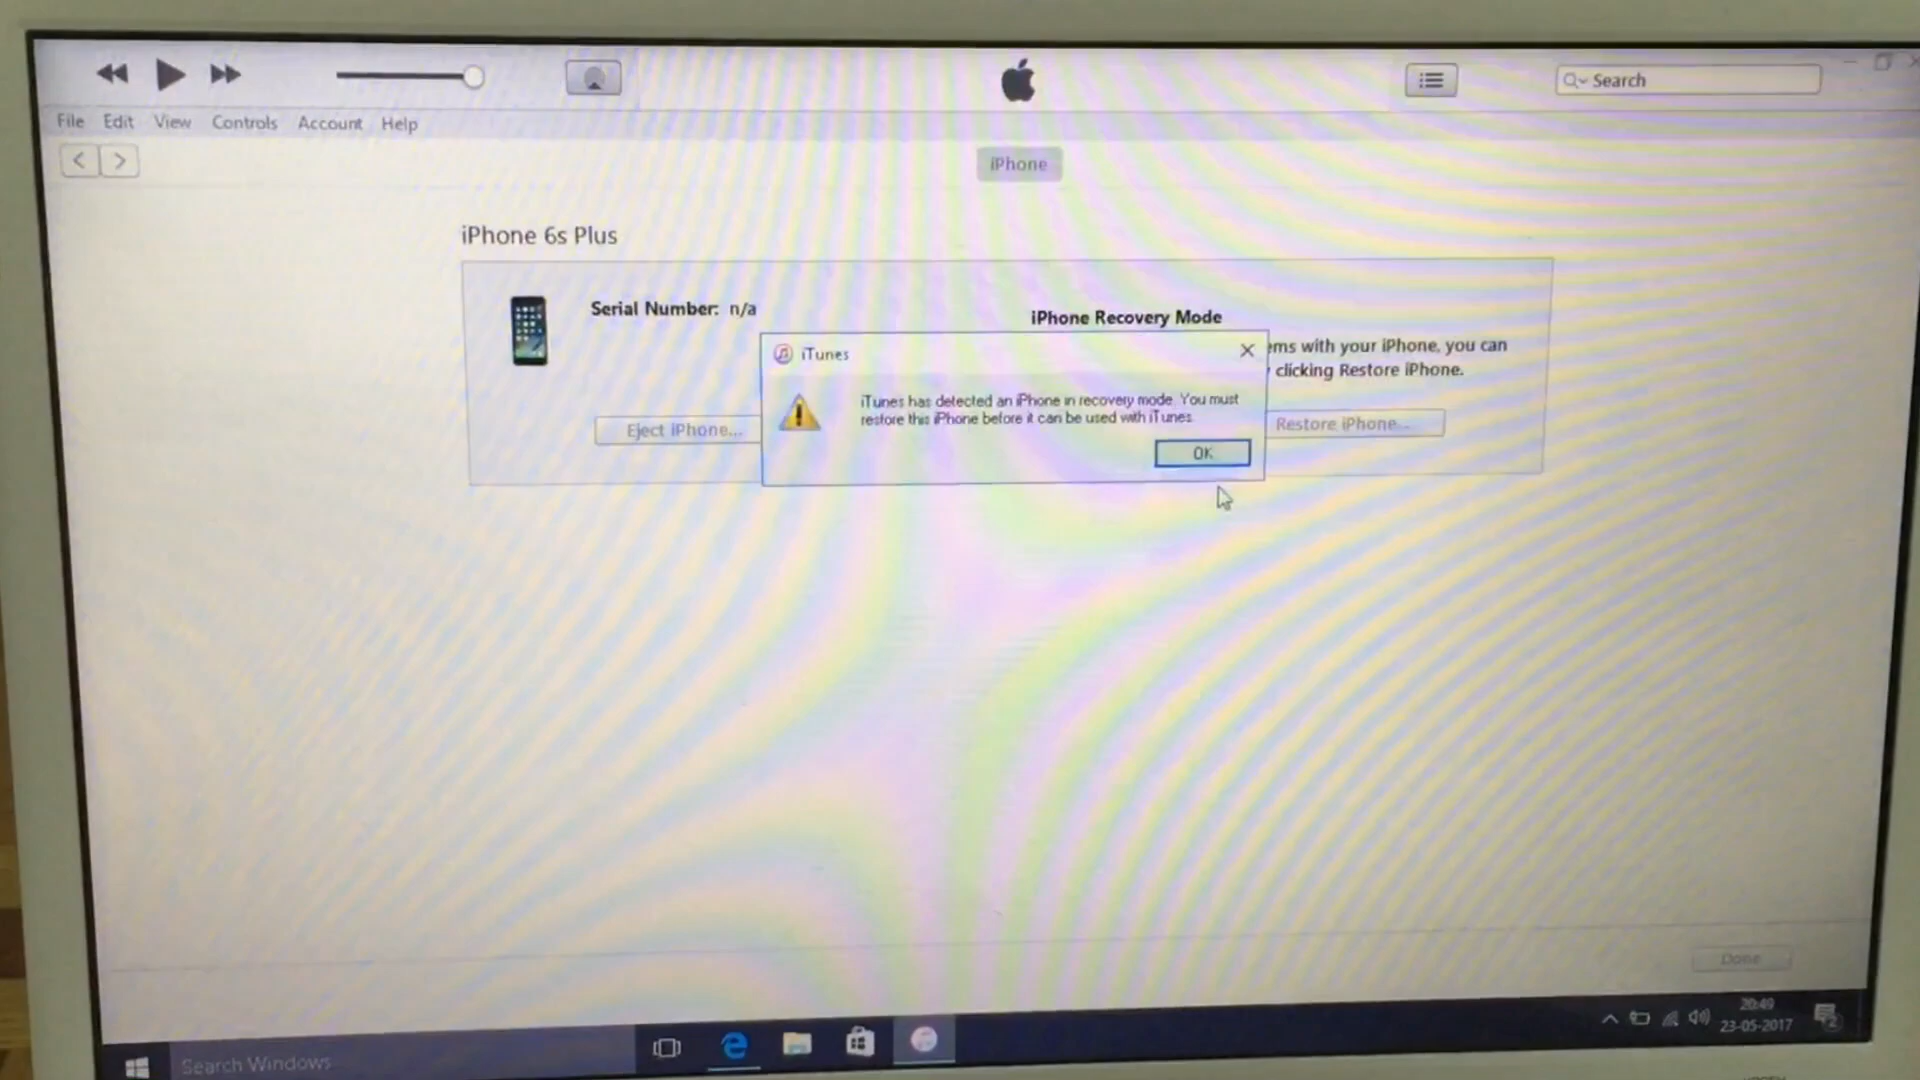 Search
File Edit View Controls Account Help
iPhone
iPhone 6s Plus
Serial Number: n/a
iPhone Recovery Mode
ems with your iPhone, you can
clicking Restore iPhone.
Eject iPhone...
Restore iPhone...
iTunes
iTunes has detected an iPhone in recovery mode. You must
restore this iPhone before it can be used with iTunes.
OK
Done
Search Windows
20:49
23-05-2017
2